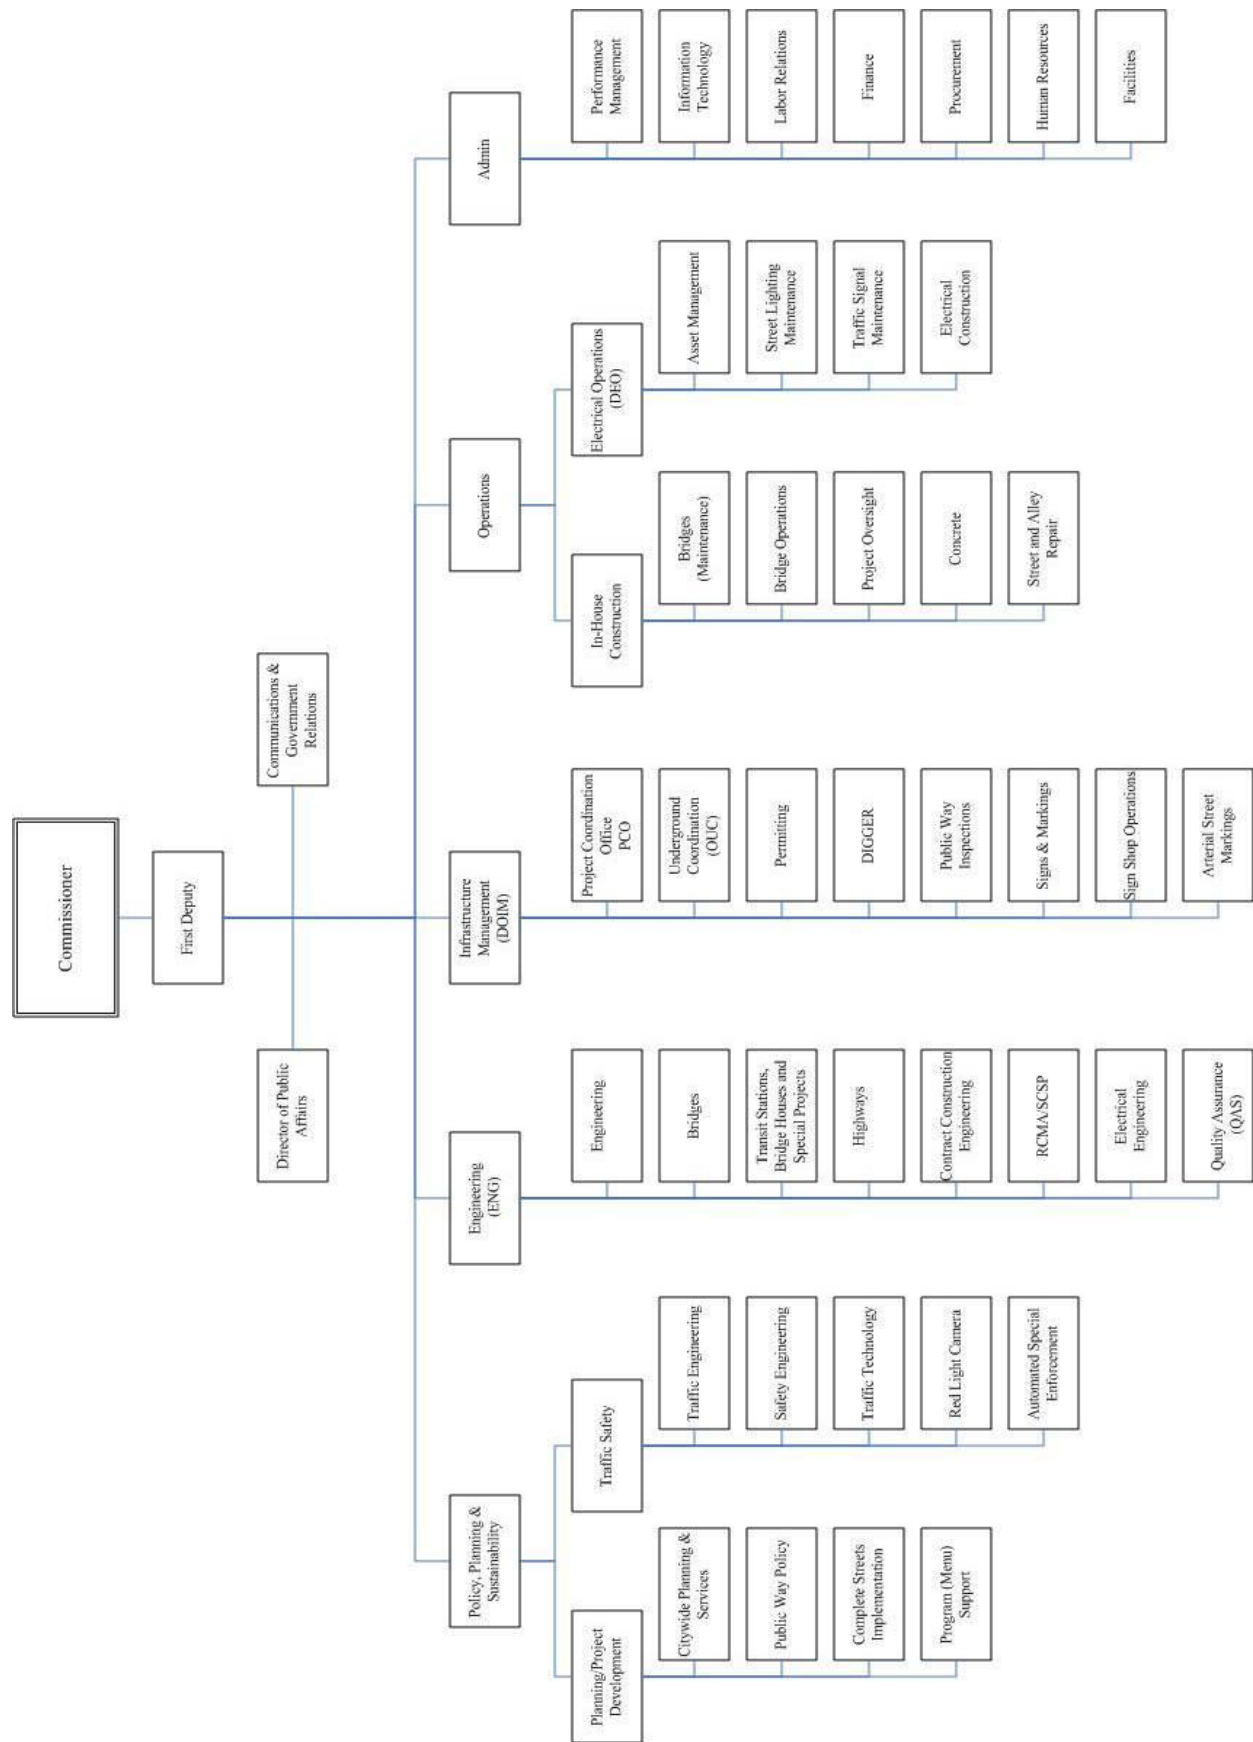 Commissioner
First Deputy
Director of Public
Affairs
Communications &
Government
Relations
Policy, Planning &
Sustainability
Engineering
(ENG)
Infrastructure
Management
(DOIM)
Operations
Admin
Planning/Project
Development
Citywide Planning &
Services
Public Way Policy
Complete Streets
Implementation
Program (Menu)
Support
Traffic Safety
Traffic Engineering
Safety Engineering
Traffic Technology
Red Light Camera
Automated Special
Enforcement
Engineering
Bridges
Transit Stations,
Bridge Houses and
Special Projects
Highways
Contract Construction
Engineering
RCMA/SCSP
Electrical
Engineering
Quality Assurance
(QAS)
Project Coordination
Office
PCO
Underground
Coordination
(OUC)
Permitting
DIGGER
Public Way
Inspections
Signs & Markings
Sign Shop Operations
Arterial Street
Markings
In-House
Construction
Bridges
(Maintenance)
Bridge Operations
Project Oversight
Concrete
Street and Alley
Repair
Electrical Operations
(DEO)
Asset Management
Street Lighting
Maintenance
Traffic Signal
Maintenance
Electrical
Construction
Performance
Management
Information
Technology
Labor Relations
Finance
Procurement
Human Resources
Facilities